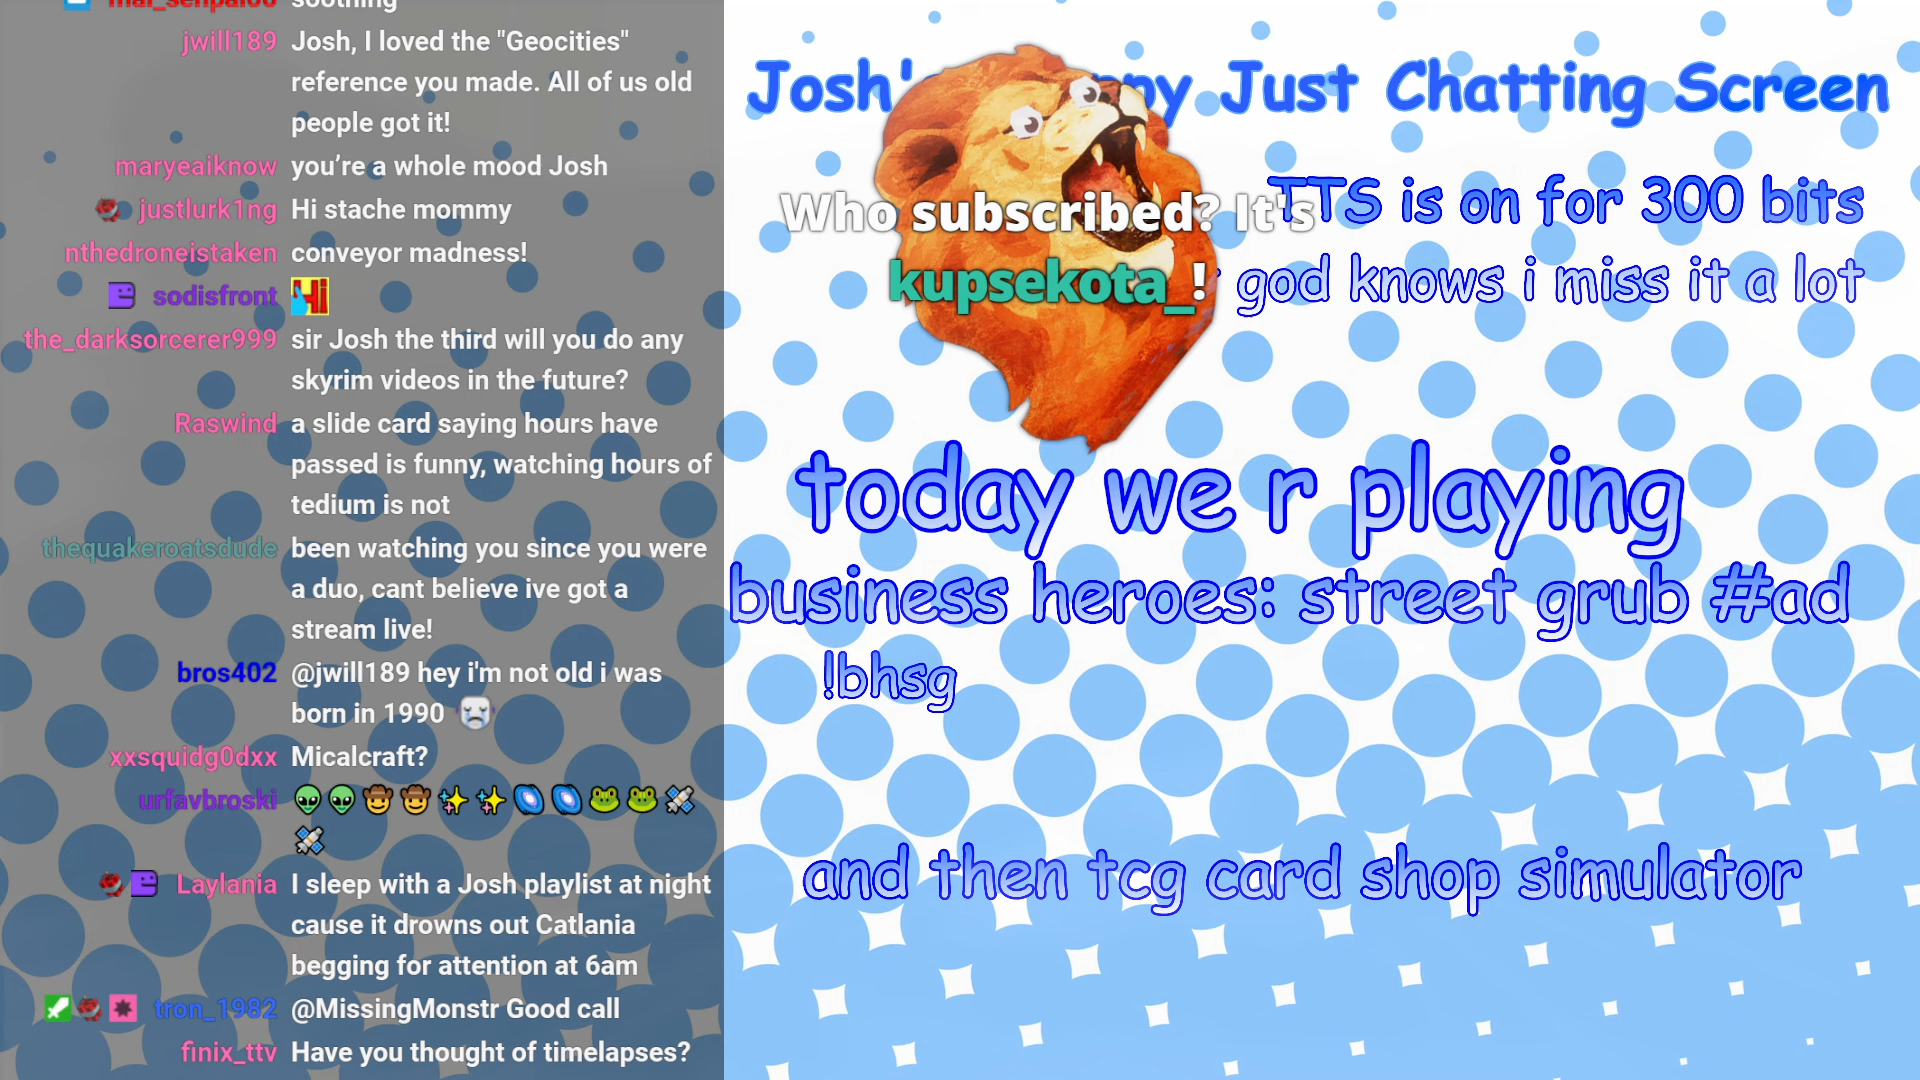 soothing
jwill189 Josh, I loved the "Geocities"
reference you made. All of us old
people got it!
maryeaiknow you’re a whole mood Josh
justlurk1ng Hi stache mommy
nthedroneistaken conveyor madness!
sodisfront Hi
the_darksorcerer999 sir Josh the third will you do any
skyrim videos in the future?
Raswind a slide card saying hours have
passed is funny, watching hours of
tedium is not
thequakeroatsdude been watching you since you were
a duo, cant believe ive got a
stream live!
bros402 @jwill189 hey i'm not old i was
born in 1990
xxsquidg0dxx Micalcraft?
urfavbroski 👽👽🤠🤠✨✨🌌🌌🐸🐸🛰️
🛰️
Laylania I sleep with a Josh playlist at night
cause it drowns out Catlania
begging for attention at 6am
tron_1982 @MissingMonstr Good call
finix_ttv Have you thought of timelapses?
Just Chatting Screen
TTS is on for 300 bits
Who subscribed? It's
kupsekota_!
god knows i miss it a lot
today we r playing
business heroes: street grub #ad
!bhsg
and then tcg card shop simulator